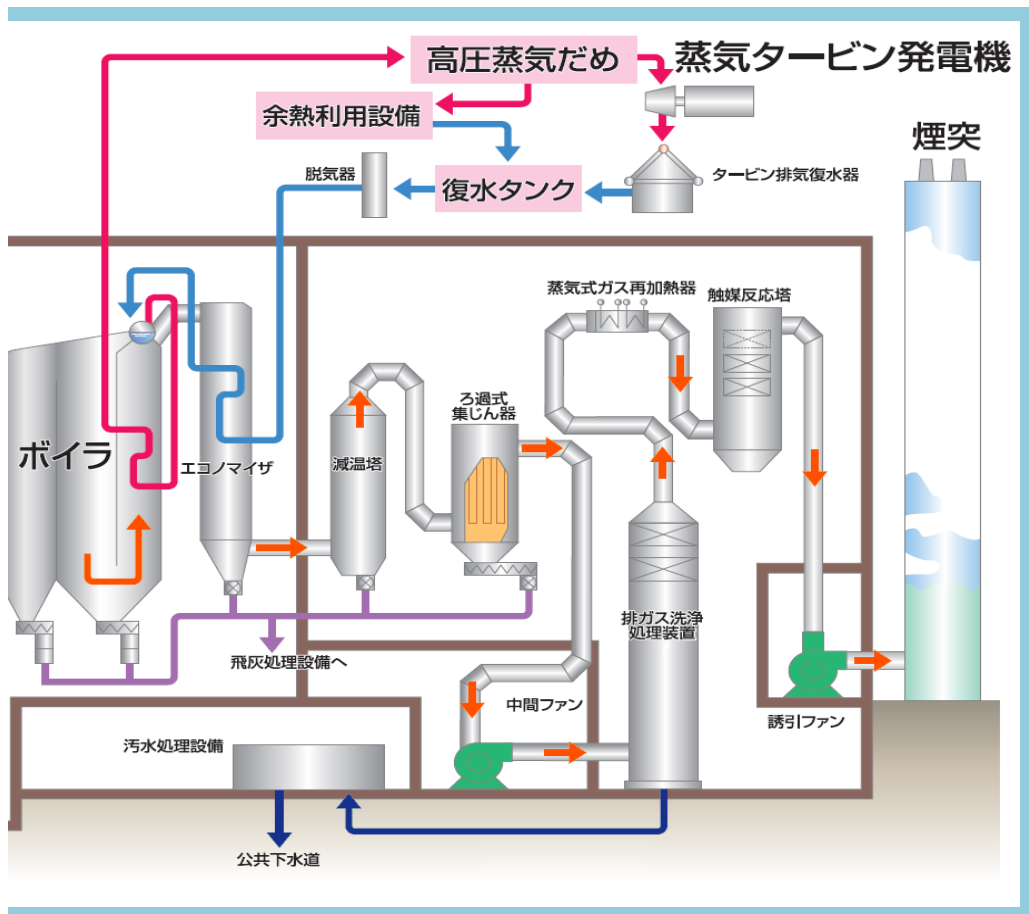 高圧蒸気だめ
蒸気タービン発電機
余熱利用設備
煙突
脱気器
復水タンク
タービン排気復水器
蒸気式ガス再加熱器
触媒反応塔
ろ過式
集じん器
ボイラ
エコノマイザ
減温塔
排ガス洗浄
処理装置
飛灰処理設備へ
中間ファン
誘引ファン
汚水処理設備
公共下水道